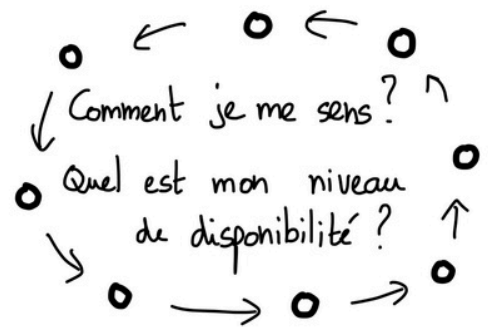 Comment je me sens ?
Quel est mon niveau
de disponibilité ?